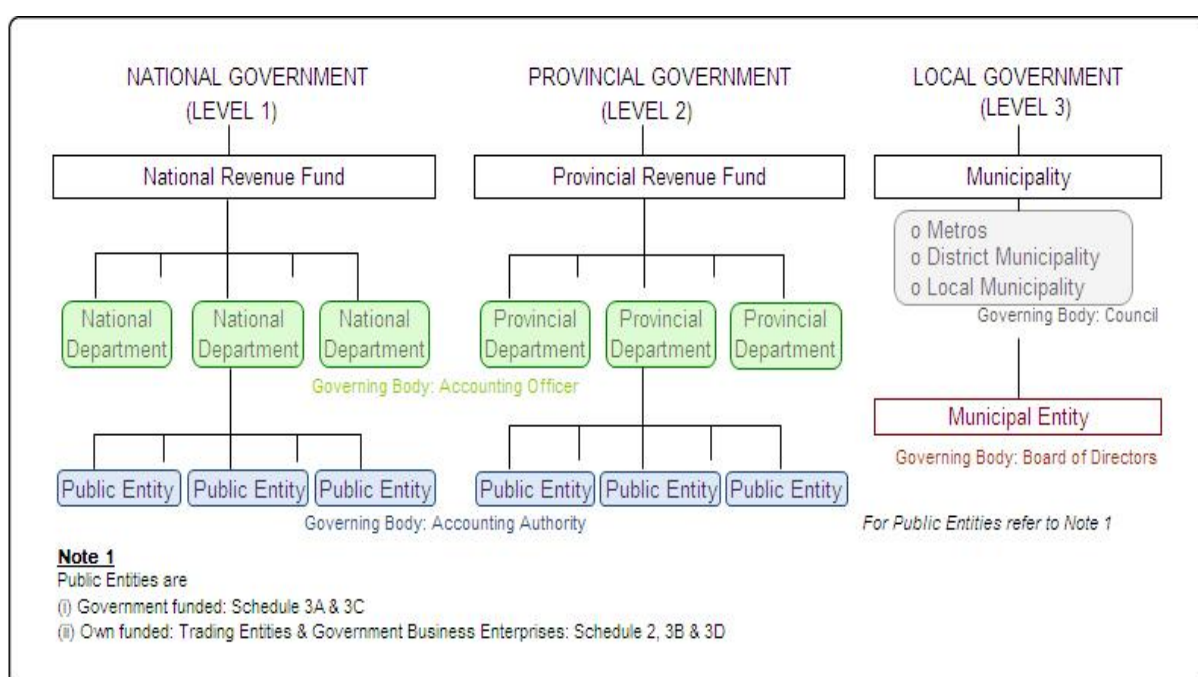 NATIONAL GOVERNMENT
(LEVEL 1)
PROVINCIAL GOVERNMENT
(LEVEL 2)
LOCAL GOVERNMENT
(LEVEL 3)
National Revenue Fund
Provincial Revenue Fund
Municipality
o Metros
o District Municipality
o Local Municipality
Governing Body: Council
National
Department
National
Department
National
Department
Provincial
Department
Provincial
Department
Provincial
Department
Governing Body: Accounting Officer
Municipal Entity
Governing Body: Board of Directors
Public Entity
Public Entity
Public Entity
Public Entity
Public Entity
Public Entity
Governing Body: Accounting Authority
For Public Entities refer to Note 1
Note 1
Public Entities are
(i) Government funded: Schedule 3A & 3C
(ii) Own funded: Trading Entities & Government Business Enterprises: Schedule 2, 3B & 3D